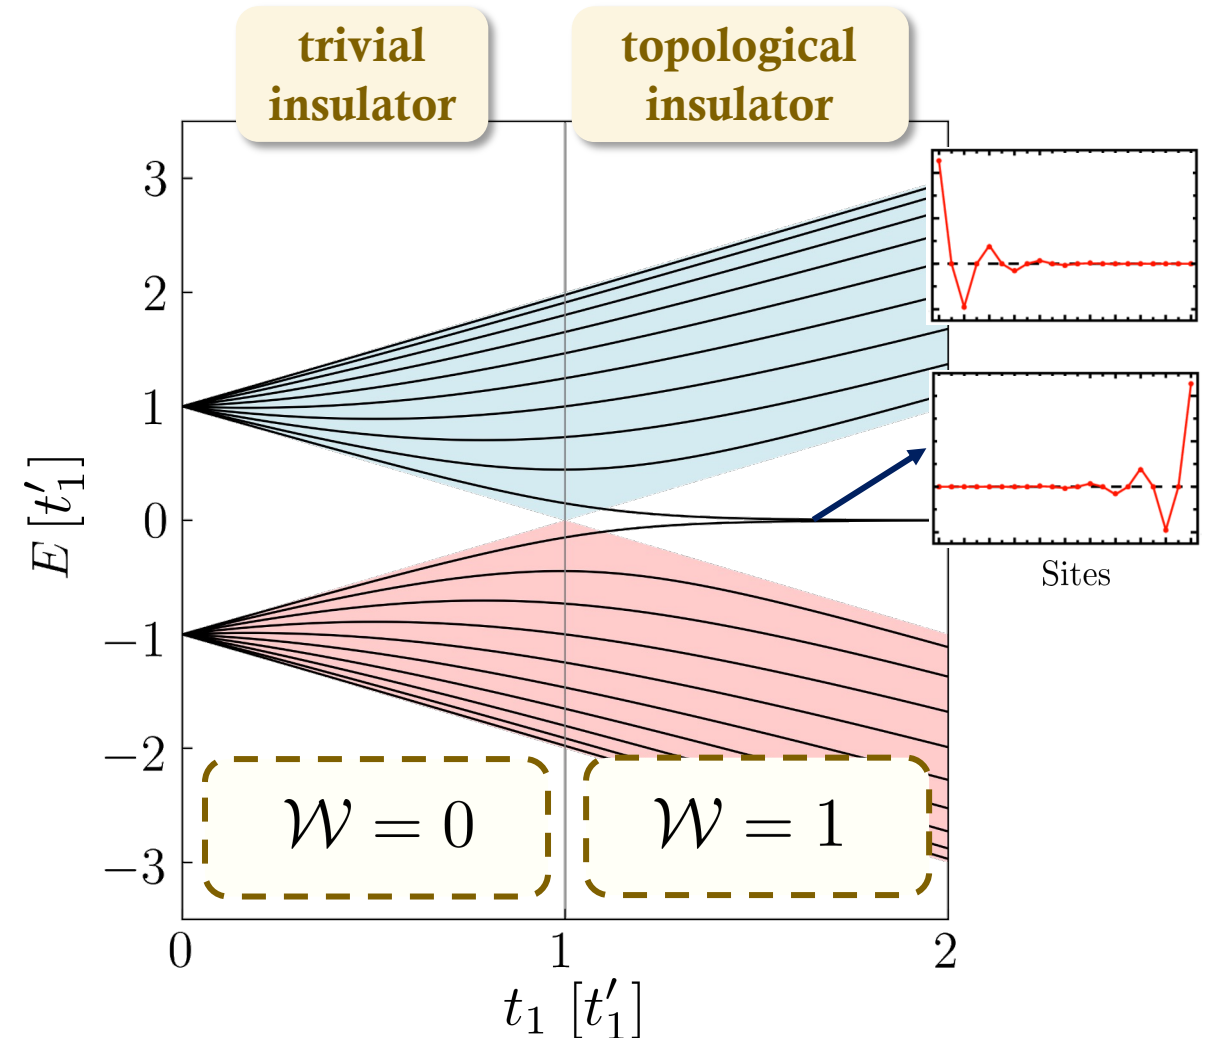 trivial
insulator
topological
insulator
3
2
1
0
−1
−2
−3
E [t′₁]
𝒲 = 0
𝒲 = 1
0
1
2
t₁ [t′₁]
Sites